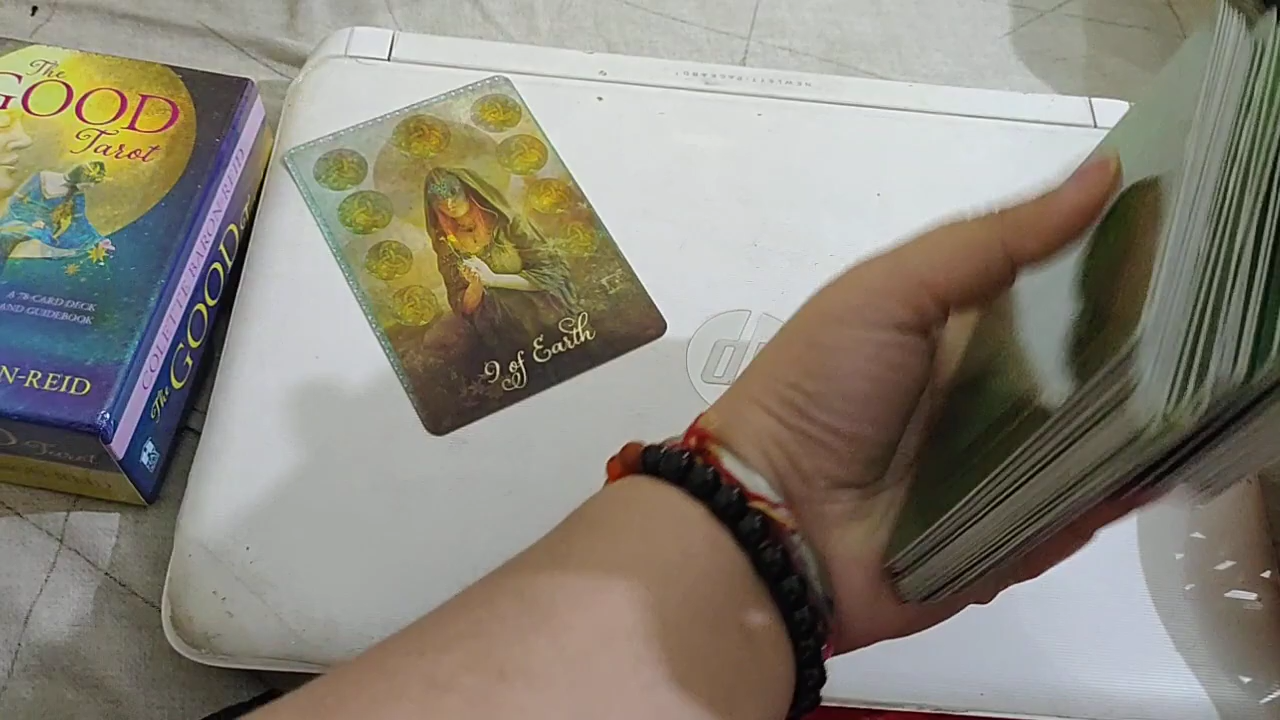 The
GOOD
Tarot
A 78-CARD DECK
AND GUIDEBOOK
N-REID
COLETTE BARON-REID
The GOOD
Tarot
HEWLETT-PACKARD
hp
9 of Earth